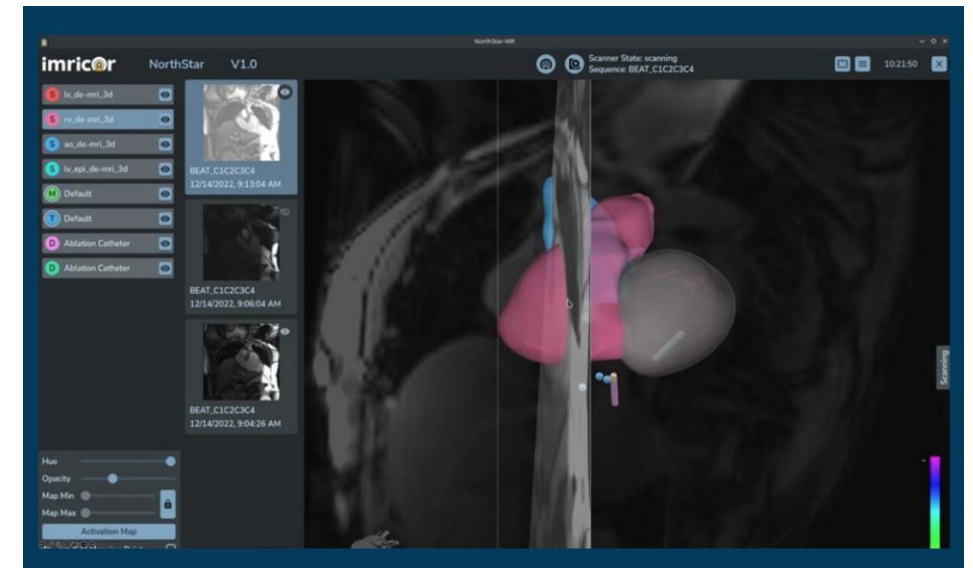 NorthStar MR
imricor NorthStar V1.0
Scanner State: scanning
Sequence: BEAT_C1C2C3C4
10:21:50
S lv_de-mri_3d
S rv_de-mri_3d
S ao_de-mri_3d
S lv_epi_de-mri_3d
M Default
T Default
D Ablation Catheter
D Ablation Catheter
BEAT_C1C2C3C4
12/14/2022, 9:13:04 AM
BEAT_C1C2C3C4
12/14/2022, 9:06:04 AM
BEAT_C1C2C3C4
12/14/2022, 9:04:26 AM
Scanning
Hue
Opacity
Map Min
Map Max
Activation Map